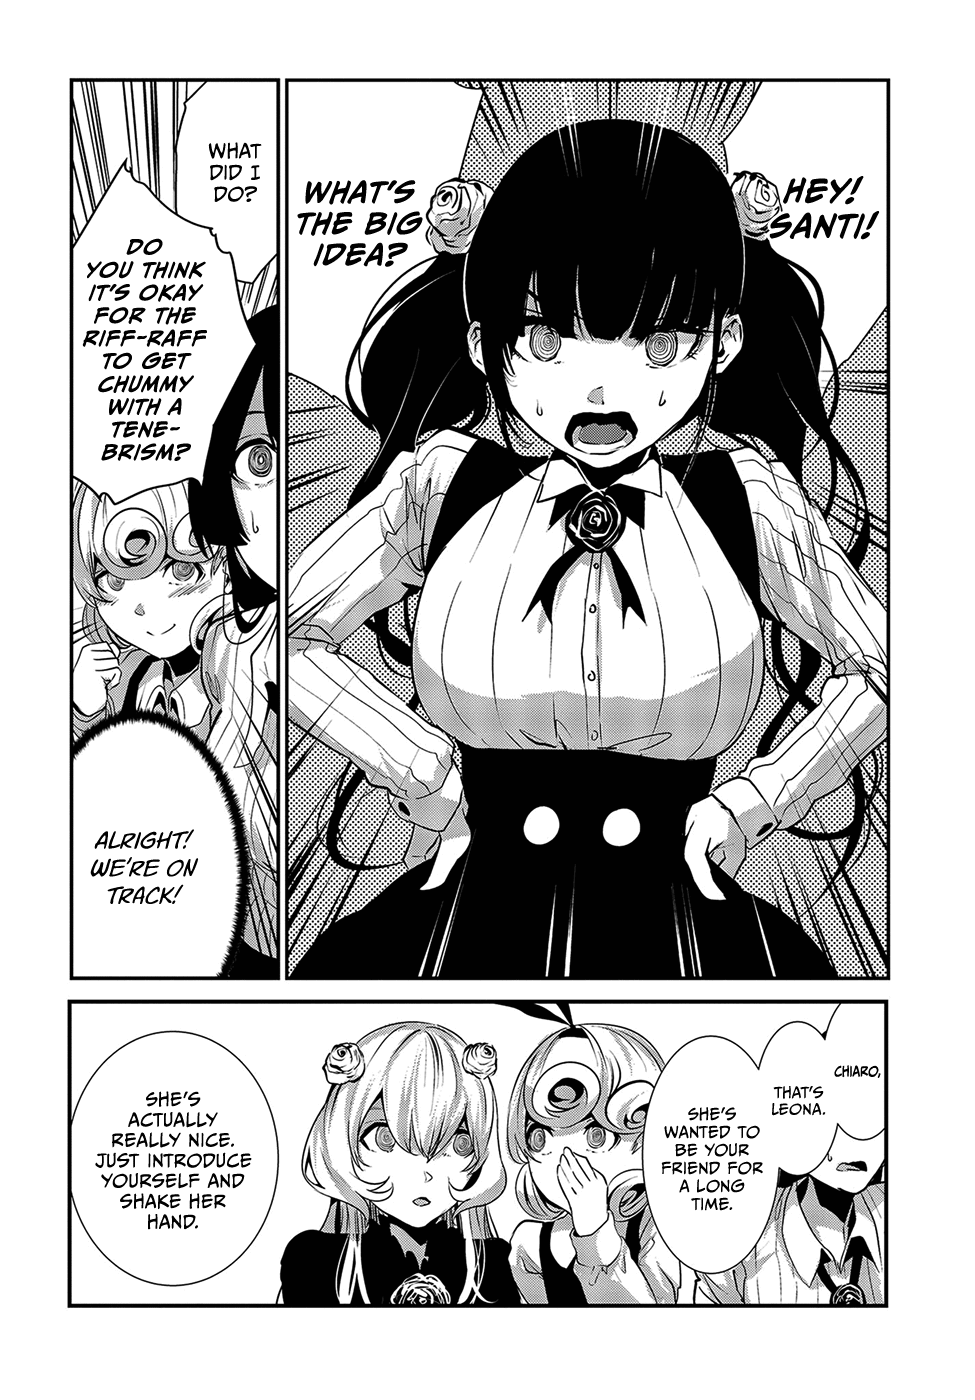 HEY!
SANTI!
WHAT'S
THE BIG
IDEA?
WHAT
DID I
DO?
DO
YOU THINK
IT'S OKAY
FOR THE
RIFF-RAFF
TO GET
CHUMMY
WITH A
TENE-
BRISM?
ALRIGHT!
WE'RE ON
TRACK!
CHIARO,
THAT'S
LEONA.
SHE'S
WANTED TO
BE YOUR
FRIEND FOR
A LONG
TIME.
SHE'S
ACTUALLY
REALLY NICE.
JUST INTRODUCE
YOURSELF AND
SHAKE HER
HAND.